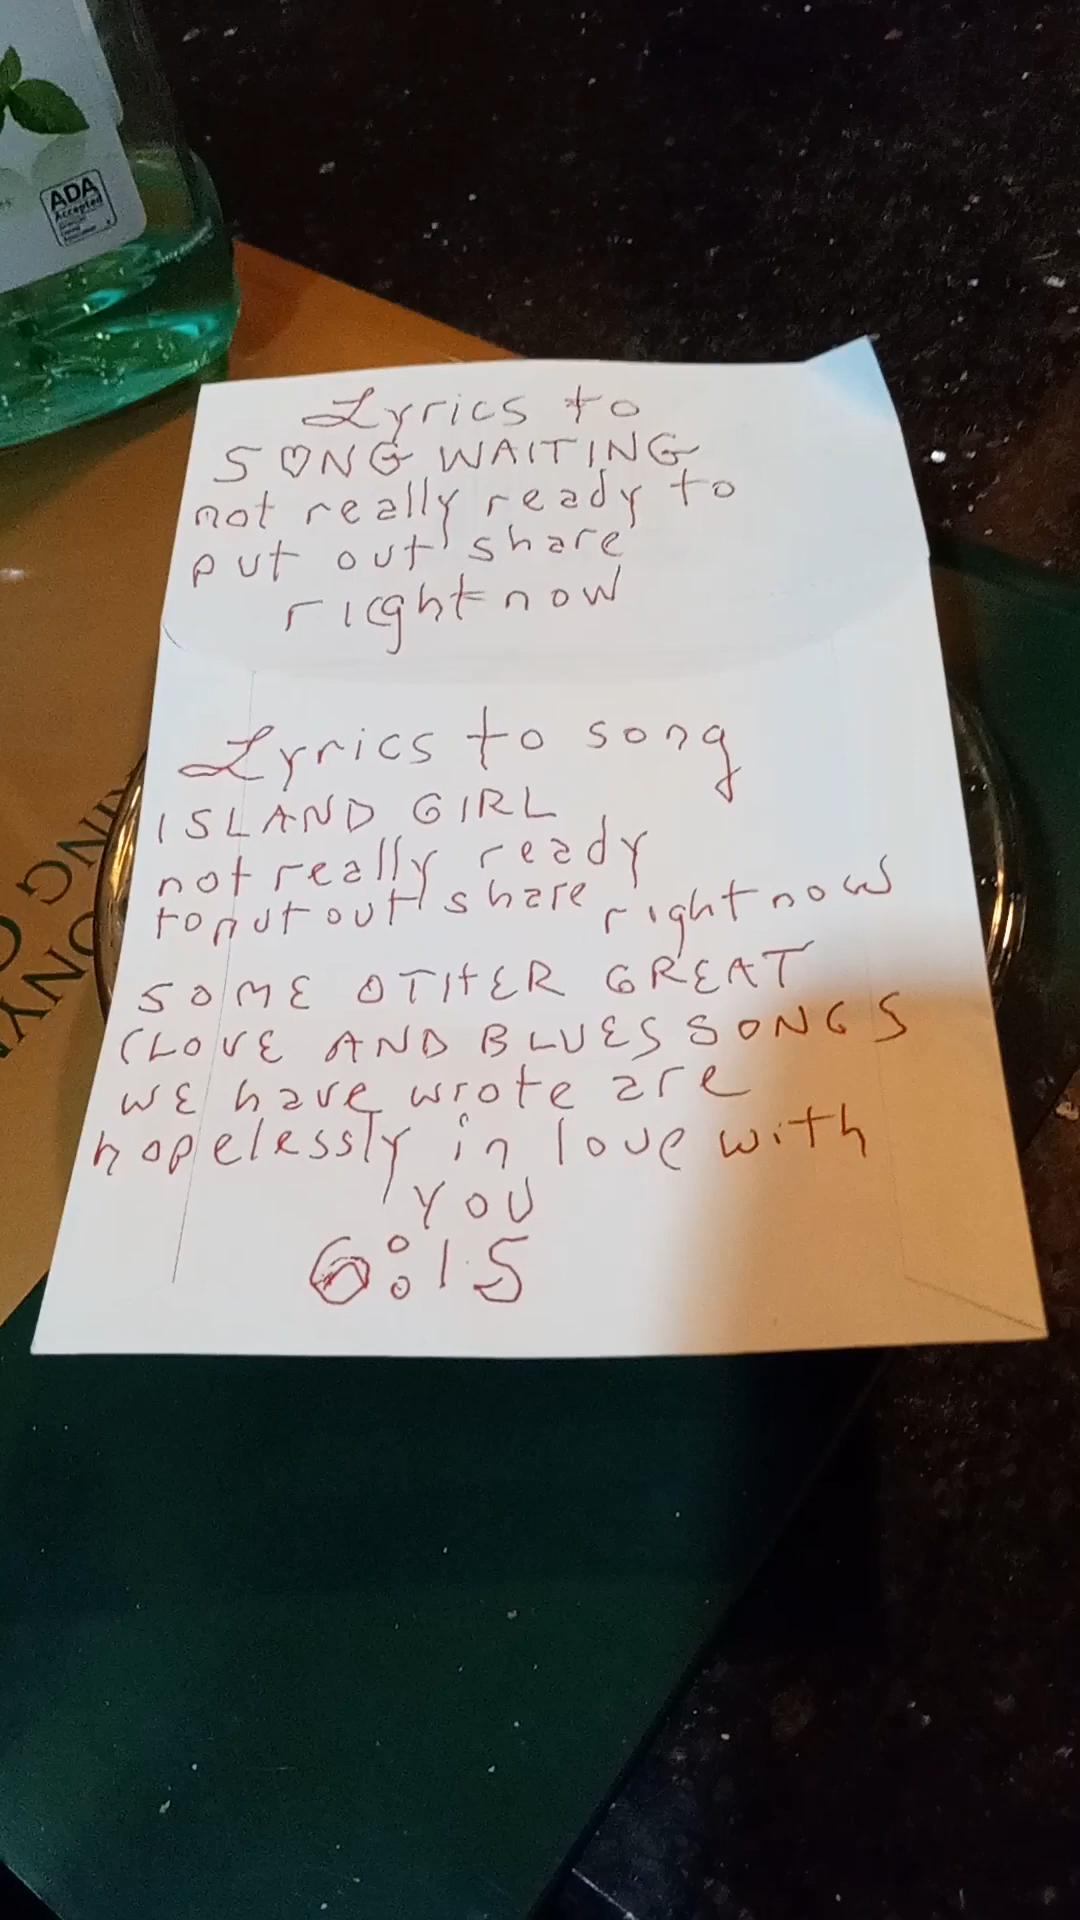 ADA
Accepted
Lyrics to
SONG WAITING
not really ready to
put out share
right now
Lyrics to song
ISLAND GIRL
not really ready
to put out share right now
SOME OTHER GREAT
(LOVE AND BLUES SONGS
WE have wrote are
hopelessly in love with
YOU
6:15